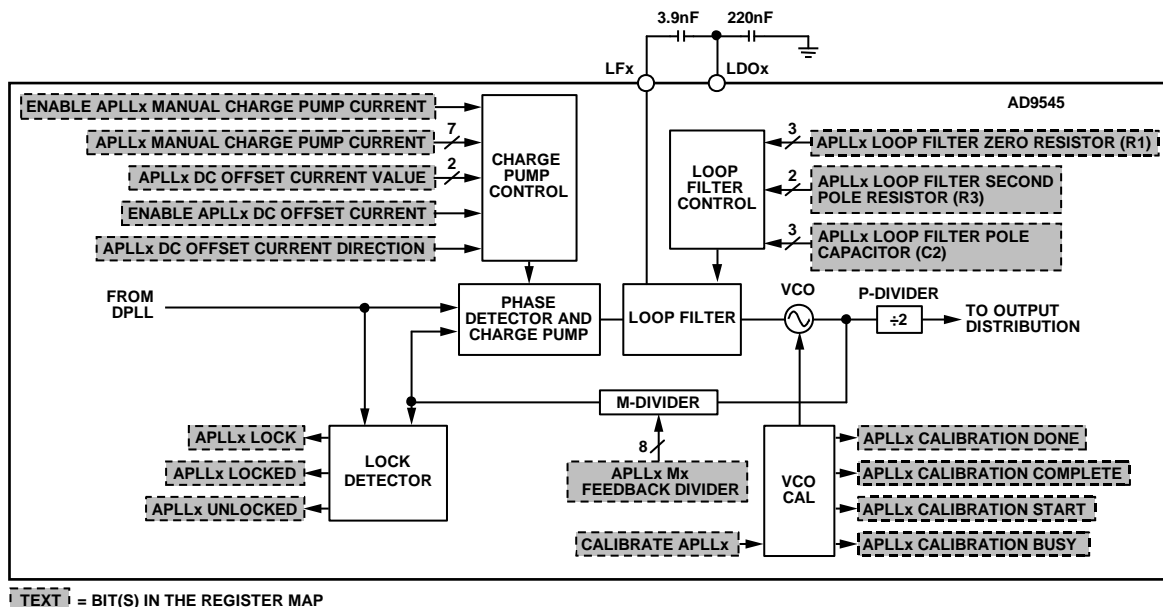 3.9nF
220nF
LFx
LDOx
AD9545
ENABLE APLLx MANUAL CHARGE PUMP CURRENT
APLLx MANUAL CHARGE PUMP CURRENT
7
APLLx DC OFFSET CURRENT VALUE
2
ENABLE APLLx DC OFFSET CURRENT
APLLx DC OFFSET CURRENT DIRECTION
CHARGE
PUMP
CONTROL
LOOP
FILTER
CONTROL
3
APLLx LOOP FILTER ZERO RESISTOR (R1)
2
APLLx LOOP FILTER SECOND
POLE RESISTOR (R3)
3
APLLx LOOP FILTER POLE
CAPACITOR (C2)
FROM
DPLL
PHASE
DETECTOR AND
CHARGE PUMP
LOOP FILTER
VCO
P-DIVIDER
÷2
TO OUTPUT
DISTRIBUTION
M-DIVIDER
8
APLLx Mx
FEEDBACK DIVIDER
APLLx LOCK
APLLx LOCKED
APLLx UNLOCKED
LOCK
DETECTOR
CALIBRATE APLLx
VCO
CAL
APLLx CALIBRATION DONE
APLLx CALIBRATION COMPLETE
APLLx CALIBRATION START
APLLx CALIBRATION BUSY
TEXT = BIT(S) IN THE REGISTER MAP